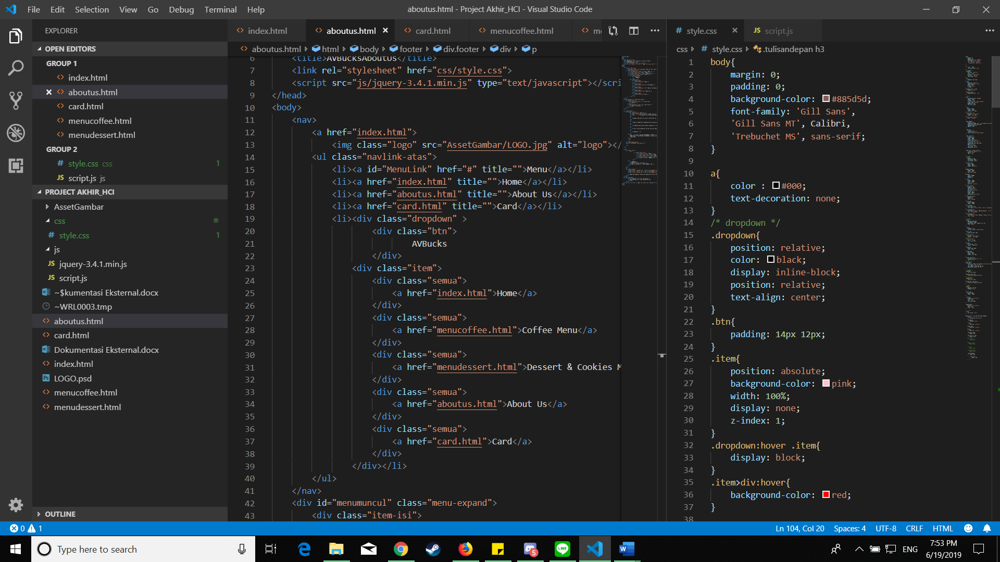 File Edit Selection View Go Debug Terminal Help
aboutus.html - Project Akhir_HCI - Visual Studio Code
EXPLORER
OPEN EDITORS
GROUP 1
index.html
aboutus.html
card.html
menucoffee.html
menudessert.html
GROUP 2
style.css css 1
script.js js
PROJECT AKHIR_HCI
AssetGambar
css
style.css 1
js
jquery-3.4.1.min.js
script.js
~$kumentasi Eksternal.docx
~WRL0003.tmp
aboutus.html
card.html
Dokumentasi Eksternal.docx
index.html
LOGO.psd
menucoffee.html
menudessert.html
OUTLINE
index.html aboutus.html card.html menucoffee.html
aboutus.html html body footer div.footer div p
6 <title>AVBucksAboutUs</title>
7 <link rel="stylesheet" href="css/style.css">
8 <script src="js/jquery-3.4.1.min.js" type="text/javascript"></scri
9 </head>
10 <body>
11 <nav>
12 <a href="index.html">
13 <img class="logo" src="AssetGambar/LOGO.jpg" alt="logo"></
14 <ul class="navlink-atas">
15 <li><a id="MenuLink" href="#" title="">Menu</a></li>
16 <li><a href="index.html" title="">Home</a></li>
17 <li><a href="aboutus.html" title="">About Us</a></li>
18 <li><a href="card.html" title="">Card</a></li>
19 <li><div class="dropdown" >
20 <div class="btn">
21 AVBucks
22 </div>
23 <div class="item">
24 <div class="semua">
25 <a href="index.html">Home</a>
26 </div>
27 <div class="semua">
28 <a href="menucoffee.html">Coffee Menu</a>
29 </div>
30 <div class="semua">
31 <a href="menudessert.html">Dessert & Cookies M
32 </div>
33 <div class="semua">
34 <a href="aboutus.html">About Us</a>
35 </div>
36 <div class="semua">
37 <a href="card.html">Card</a>
38 </div>
39 </div></li>
40 </ul>
41 </nav>
42 <div id="menumuncul" class="menu-expand">
43 <div class="item-isi">
style.css script.js
css style.css .tulisandepan h3
1 body{
2 margin: 0;
3 padding: 0;
4 background-color: #885d5d;
5 font-family: 'Gill Sans',
6 'Gill Sans MT', Calibri,
7 'Trebuchet MS', sans-serif;
8 }
9
10 a{
11 color : #000;
12 text-decoration: none;
13 }
14 /* dropdown */
15 .dropdown{
16 position: relative;
17 color: black;
18 display: inline-block;
19 position: relative;
20 text-align: center;
21 }
22 .btn{
23 padding: 14px 12px;
24 }
25 .item{
26 position: absolute;
27 background-color: pink;
28 width: 100%;
29 display: none;
30 z-index: 1;
31 }
32 .dropdown:hover .item{
33 display: block;
34 }
35 .item>div:hover{
36 background-color: red;
37 }
38
0 1
Ln 104, Col 20 Spaces: 4 UTF-8 CRLF HTML
Type here to search
5
LINE
ENG
7:53 PM
6/19/2019